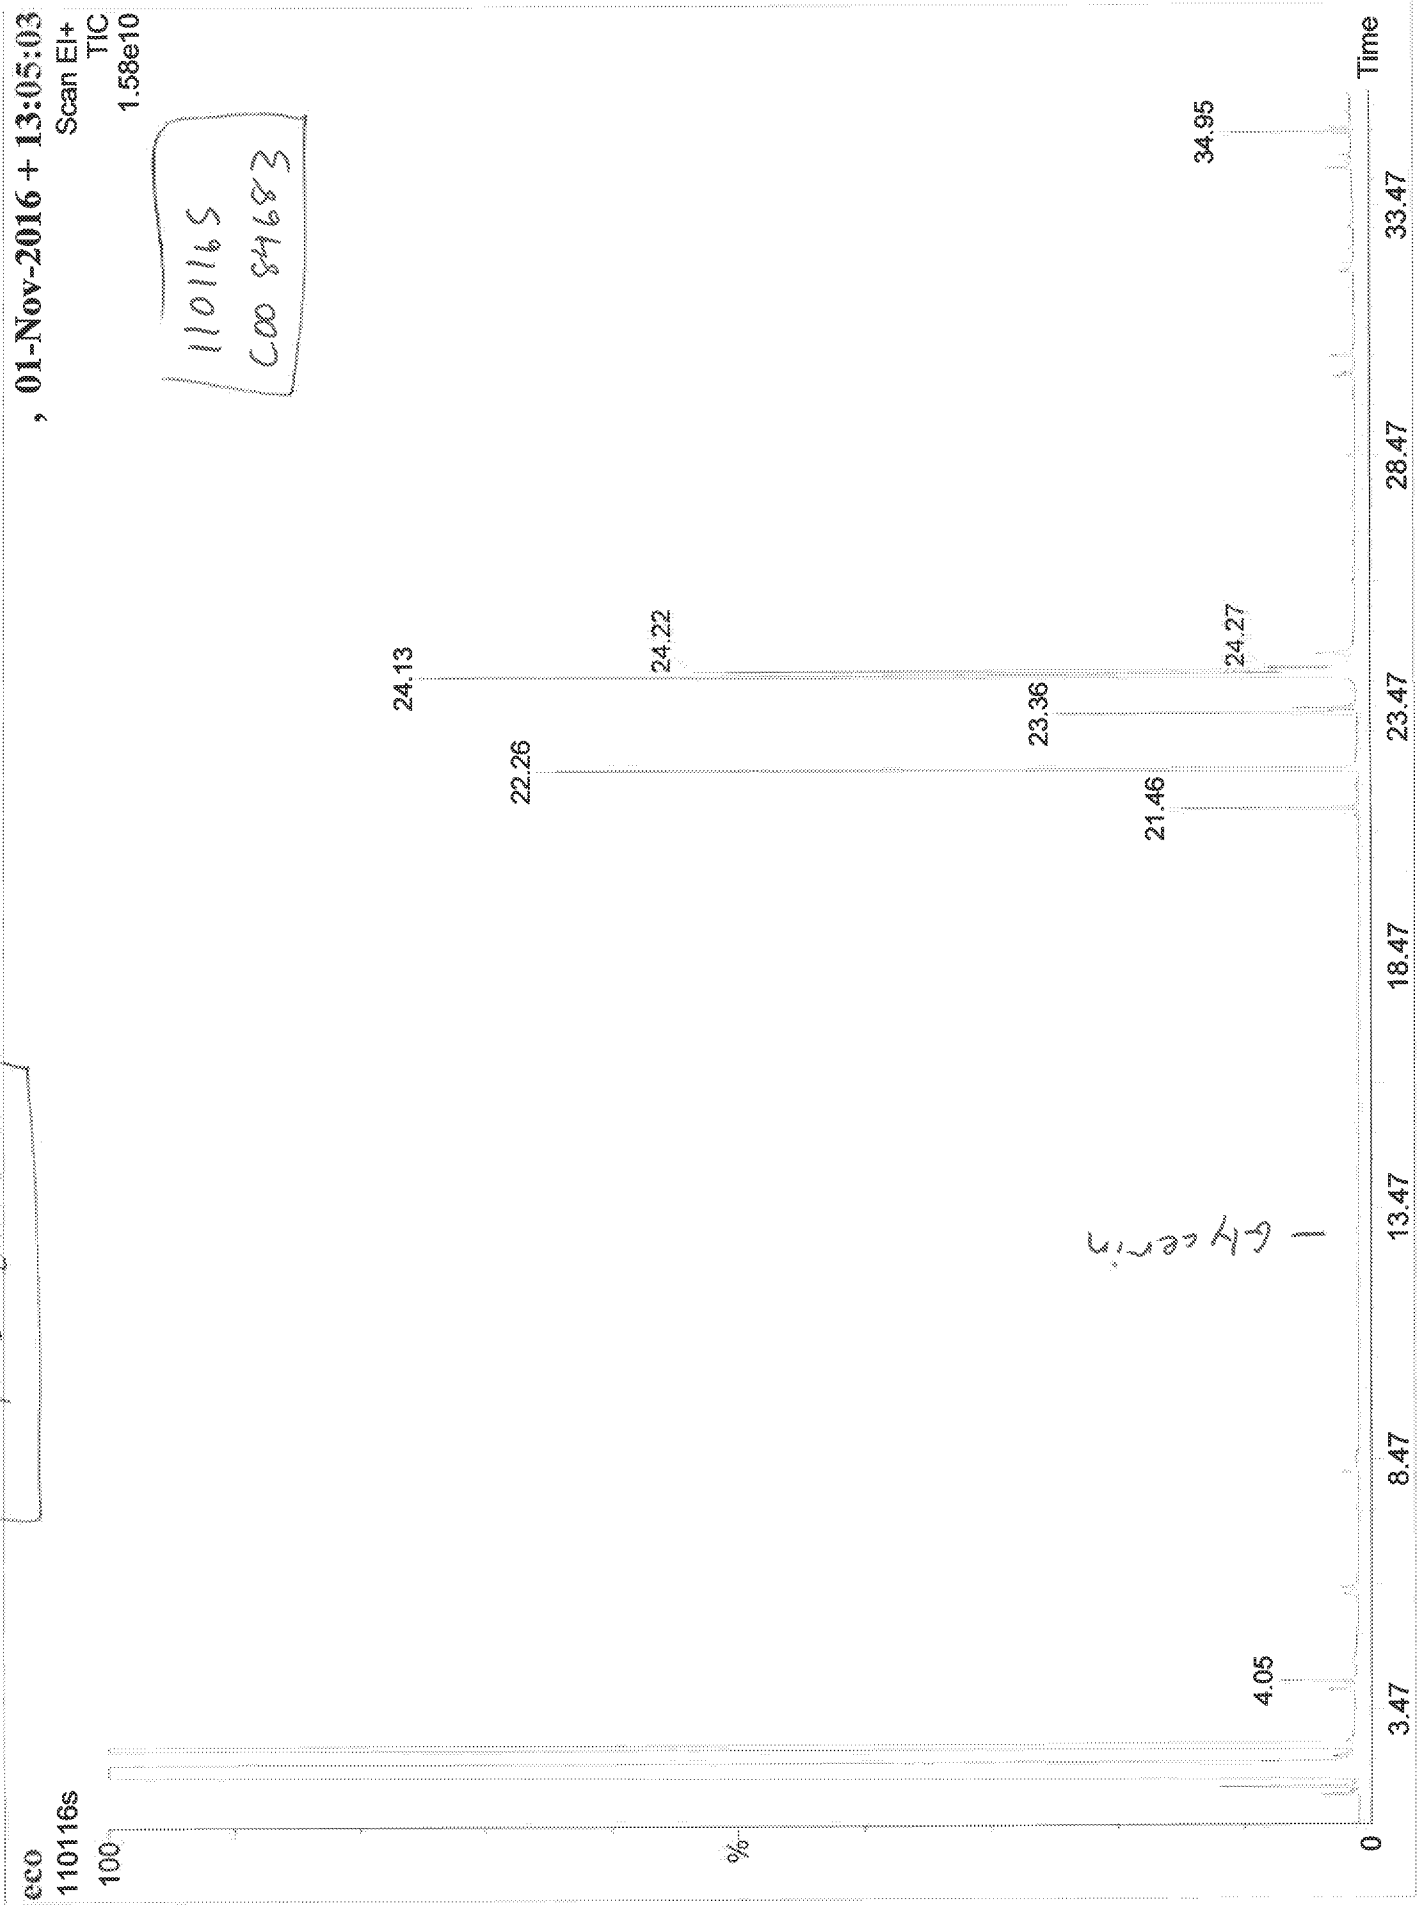 eco
, 01-Nov-2016 + 13:05:03
110116s
Scan EI+
TIC
1.58e10
110116S
C00 84683
100
%
0
4.05
21.46
22.26
23.36
24.13
24.22
24.27
34.95
- Glycerin
3.47
8.47
13.47
18.47
23.47
28.47
33.47
Time